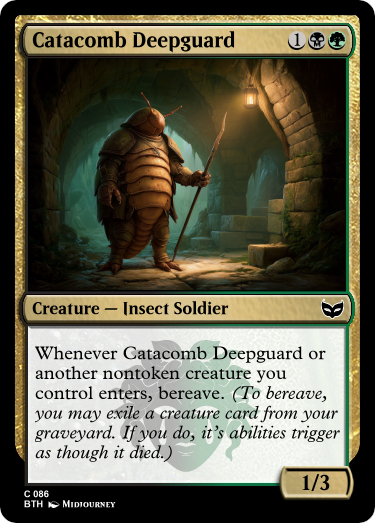 Catacomb Deepguard 1
Creature — Insect Soldier
Whenever Catacomb Deepguard or
another nontoken creature you
control enters, bereave. (To bereave,
you may exile a creature card from your
graveyard. If you do, it's abilities trigger
as though it died.)
1/3
C 086
BTH Midjourney